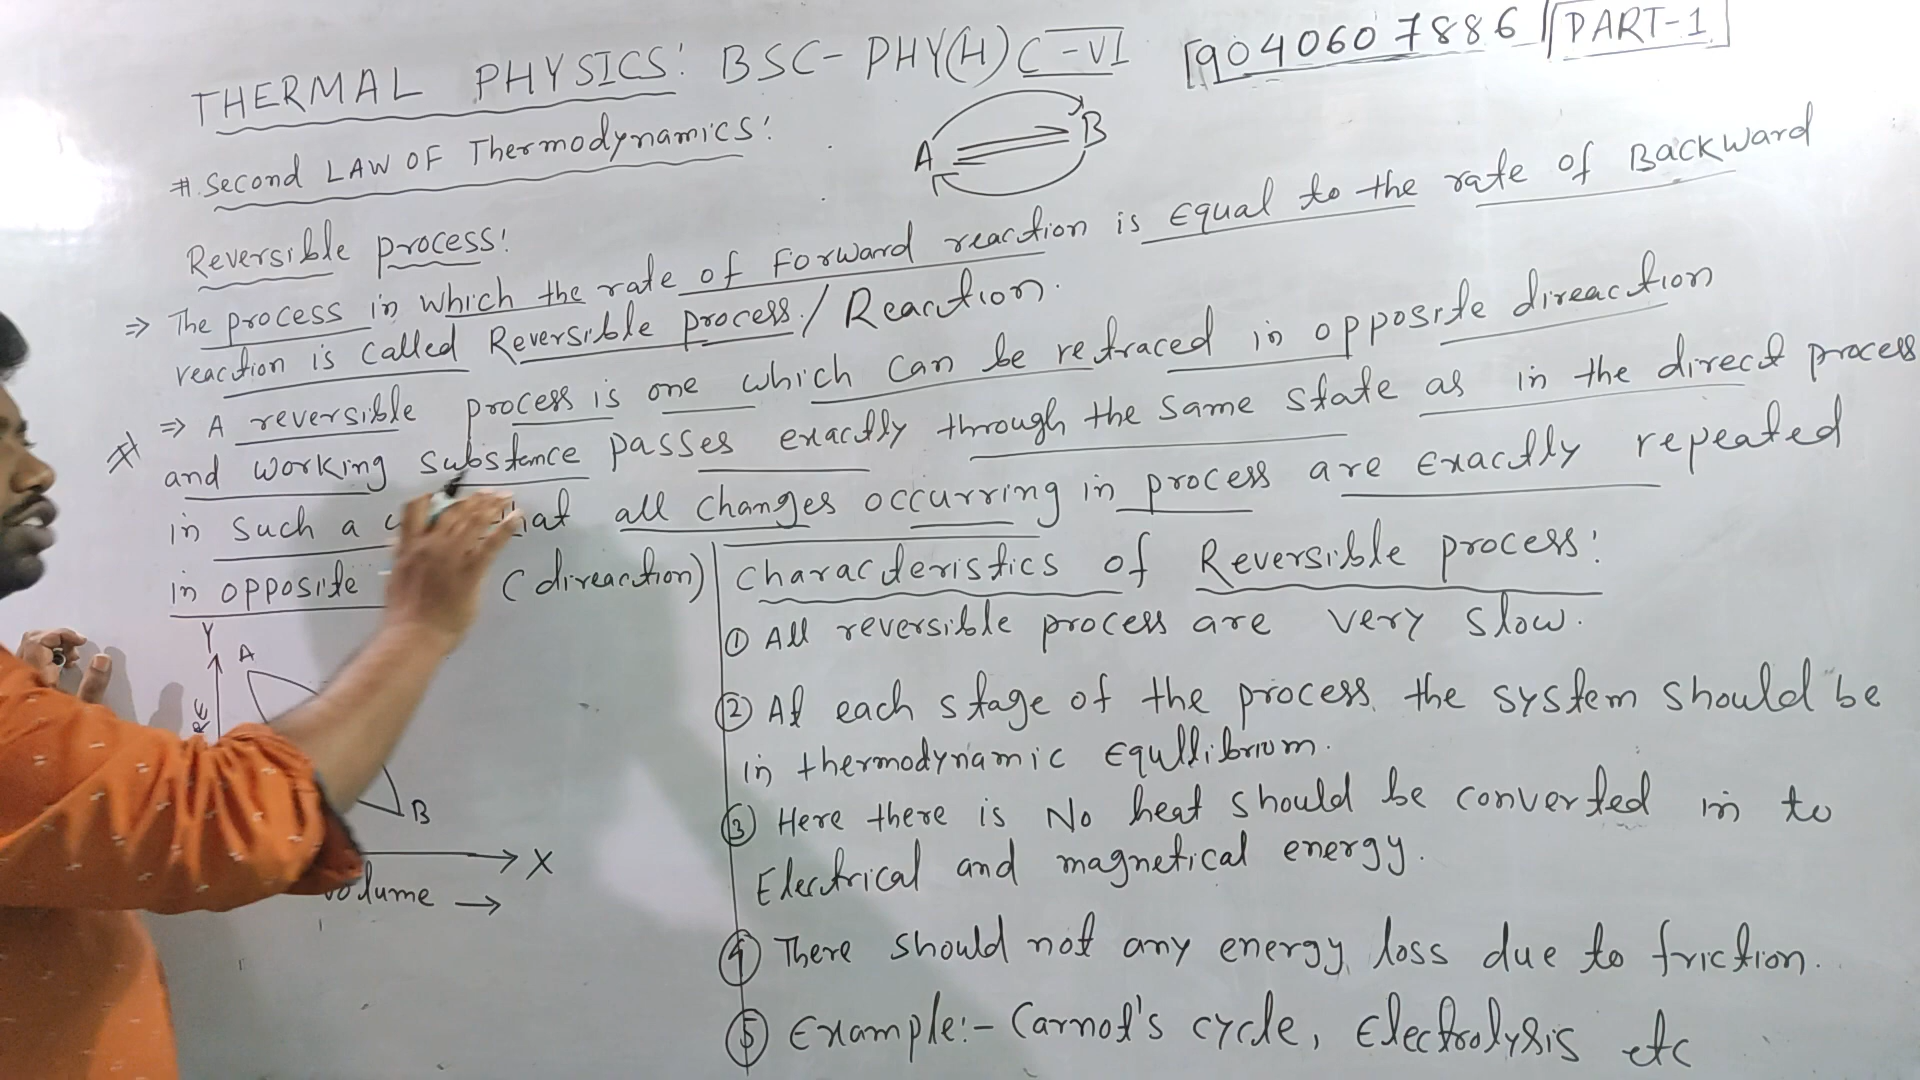 THERMAL PHYSICS: BSC- PHY(H) C-VI
9040607886 PART-1
# Second LAW OF Thermodynamics:
A B
Reversible process:
⇒ The process in which the rate of Forward reaction is equal to the rate of Backward
reaction is called Reversible process/Reaction.
⇒ A reversible process is one which can be retraced in opposite direaction
and working substance passes exactly through the same state as in the direct process
in such a that all changes occurring in process are exactly repeated
in opposite (direaction)
Y
A
B
X
Volume →
Characteristics of Reversible process:
① All reversible process are very slow.
② At each stage of the process the system should be
in thermodynamic Equllibrium.
③ Here there is No heat should be converted in to
Electrical and magnetical energy.
④ There should not any energy loss due to friction.
⑤ Example:- Carnot's cycle, Electrolysis etc